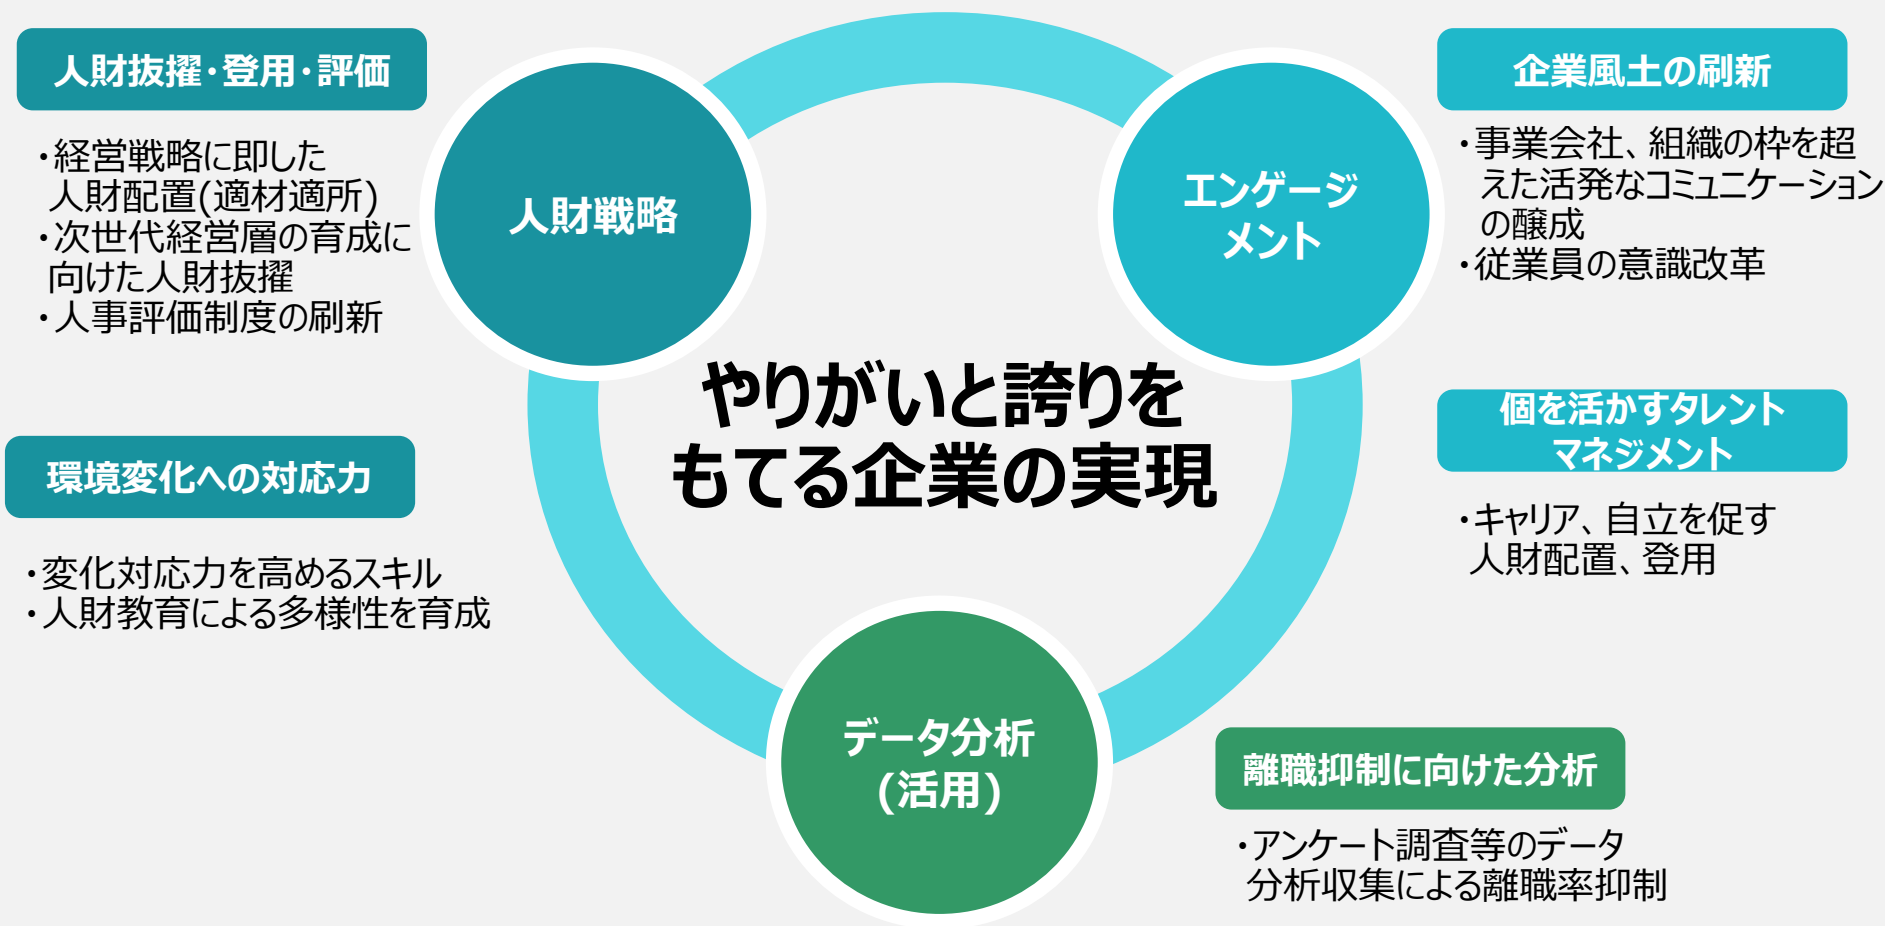 人財抜擢・登用・評価
・経営戦略に即した
人財配置(適材適所)
・次世代経営層の育成に
向けた人財抜擢
・人事評価制度の刷新
環境変化への対応力
・変化対応力を高めるスキル
・人財教育による多様性を育成
人財戦略
エンゲージ
メント
やりがいと誇りを
もてる企業の実現
データ分析
(活用)
企業風土の刷新
・事業会社、組織の枠を超
えた活発なコミュニケーション
の醸成
・従業員の意識改革
個を活かすタレント
マネジメント
・キャリア、自立を促す
人財配置、登用
離職抑制に向けた分析
・アンケート調査等のデータ
分析収集による離職率抑制